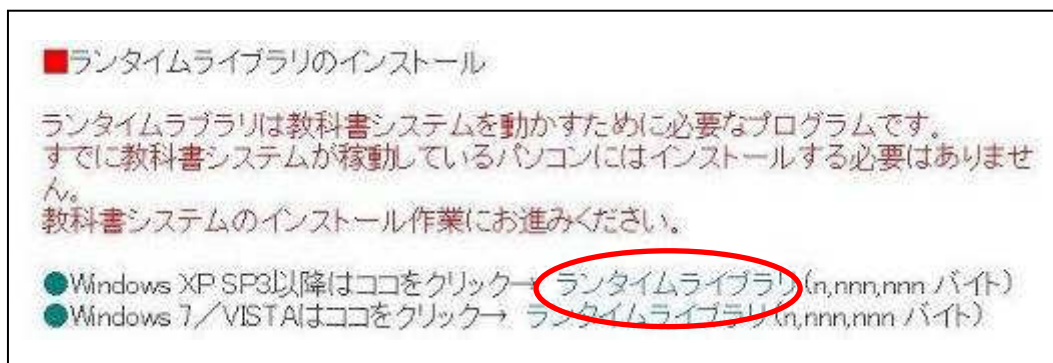 ■ランタイムライブラリのインストール
ランタイムラブラリは教科書システムを動かすために必要なプログラムです。
すでに教科書システムが稼動しているパソコンにはインストールする必要はありませ
ん。
教科書システムのインストール作業にお進みください。
●Windows XP SP3以降はココをクリック→ ランタイムライブラリ(n,nnn,nnn バイト)
●Windows 7／VISTAはココをクリック→ ランタイムライブラリ(n,nnn,nnn バイト)